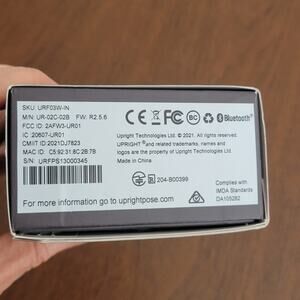 SKU: URF03W-IN
M/N: UR-02C-02B FW: R2.5.6
FCC ID: 2AFW3-UR01
IC: 20607-UR01
CMIIT ID: 2021DJ7823
MAC ID: C5:92:31:8C:2B:7B
S/N: URFPS13000345
FC CE Bluetooth®
Upright Technologies Ltd. © 2021. All rights reserved.
UPRIGHT® and related trademarks, names and
logos are the property of Upright Technologies Ltd.
Made in China
R 204-B00399
Complies with
IMDA Standards
DA105282
For more information go to uprightpose.com